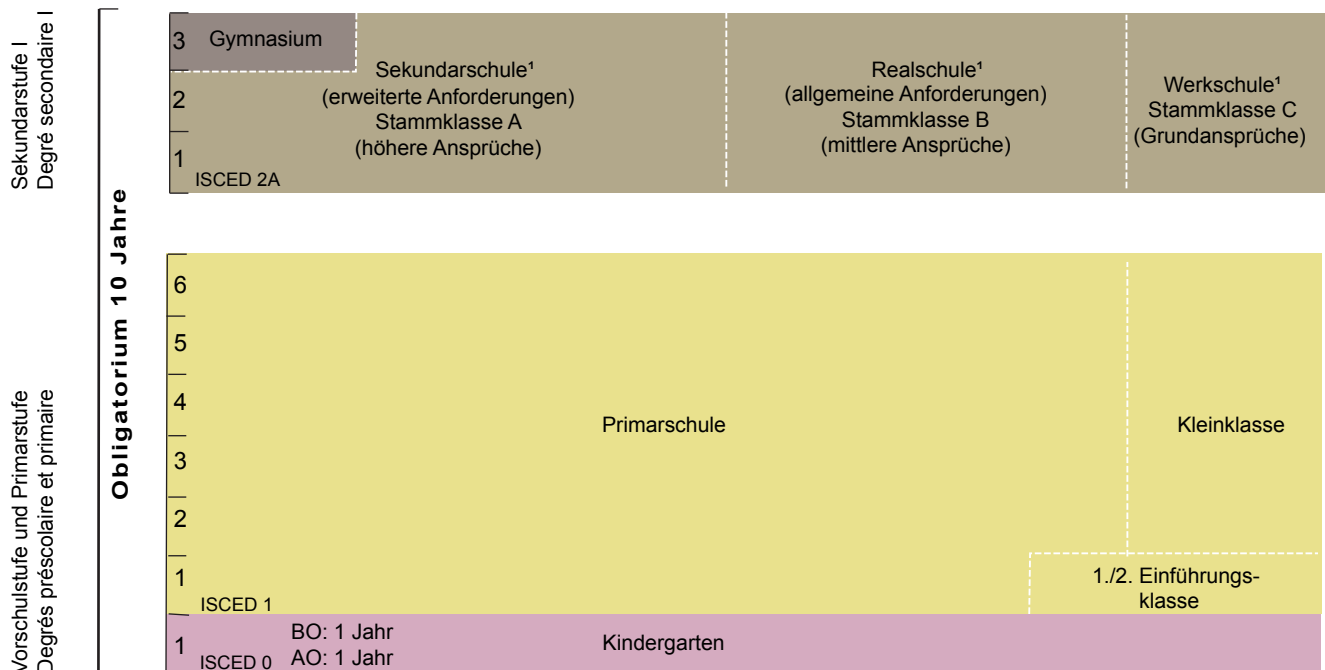 Sekundarstufe I
Degré secondaire I
Obligatorium 10 Jahre
3
Gymnasium
2
1
ISCED 2A
Sekundarschule¹
(erweiterte Anforderungen)
Stammklasse A
(höhere Ansprüche)
Realschule¹
(allgemeine Anforderungen)
Stammklasse B
(mittlere Ansprüche)
Werkschule¹
Stammklasse C
(Grundansprüche)
Vorschulstufe und Primarstufe
Degrés préscolaire et primaire
6
5
4
3
2
1
ISCED 1
Primarschule
Kleinklasse
1./2. Einführungs-
klasse
1
ISCED 0
BO: 1 Jahr
AO: 1 Jahr
Kindergarten